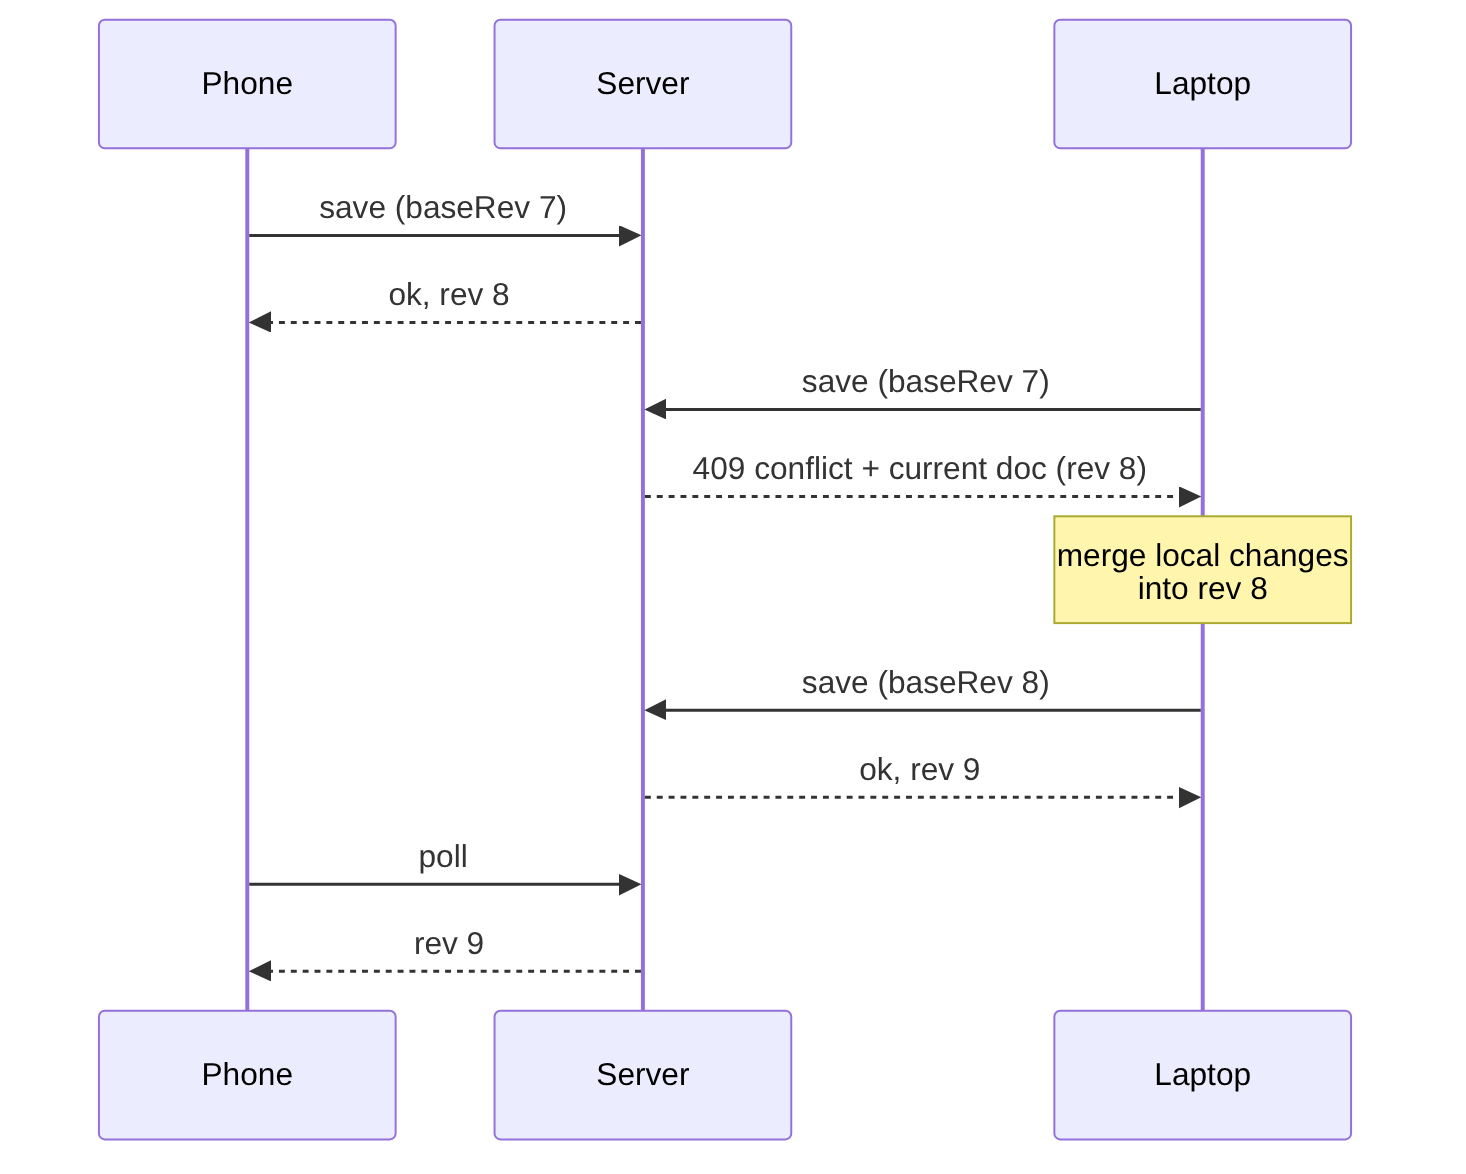 Phone
Server
Laptop
save (baseRev 7)
ok, rev 8
save (baseRev 7)
409 conflict + current doc (rev 8)
merge local changes
into rev 8
save (baseRev 8)
ok, rev 9
poll
rev 9
Phone
Server
Laptop